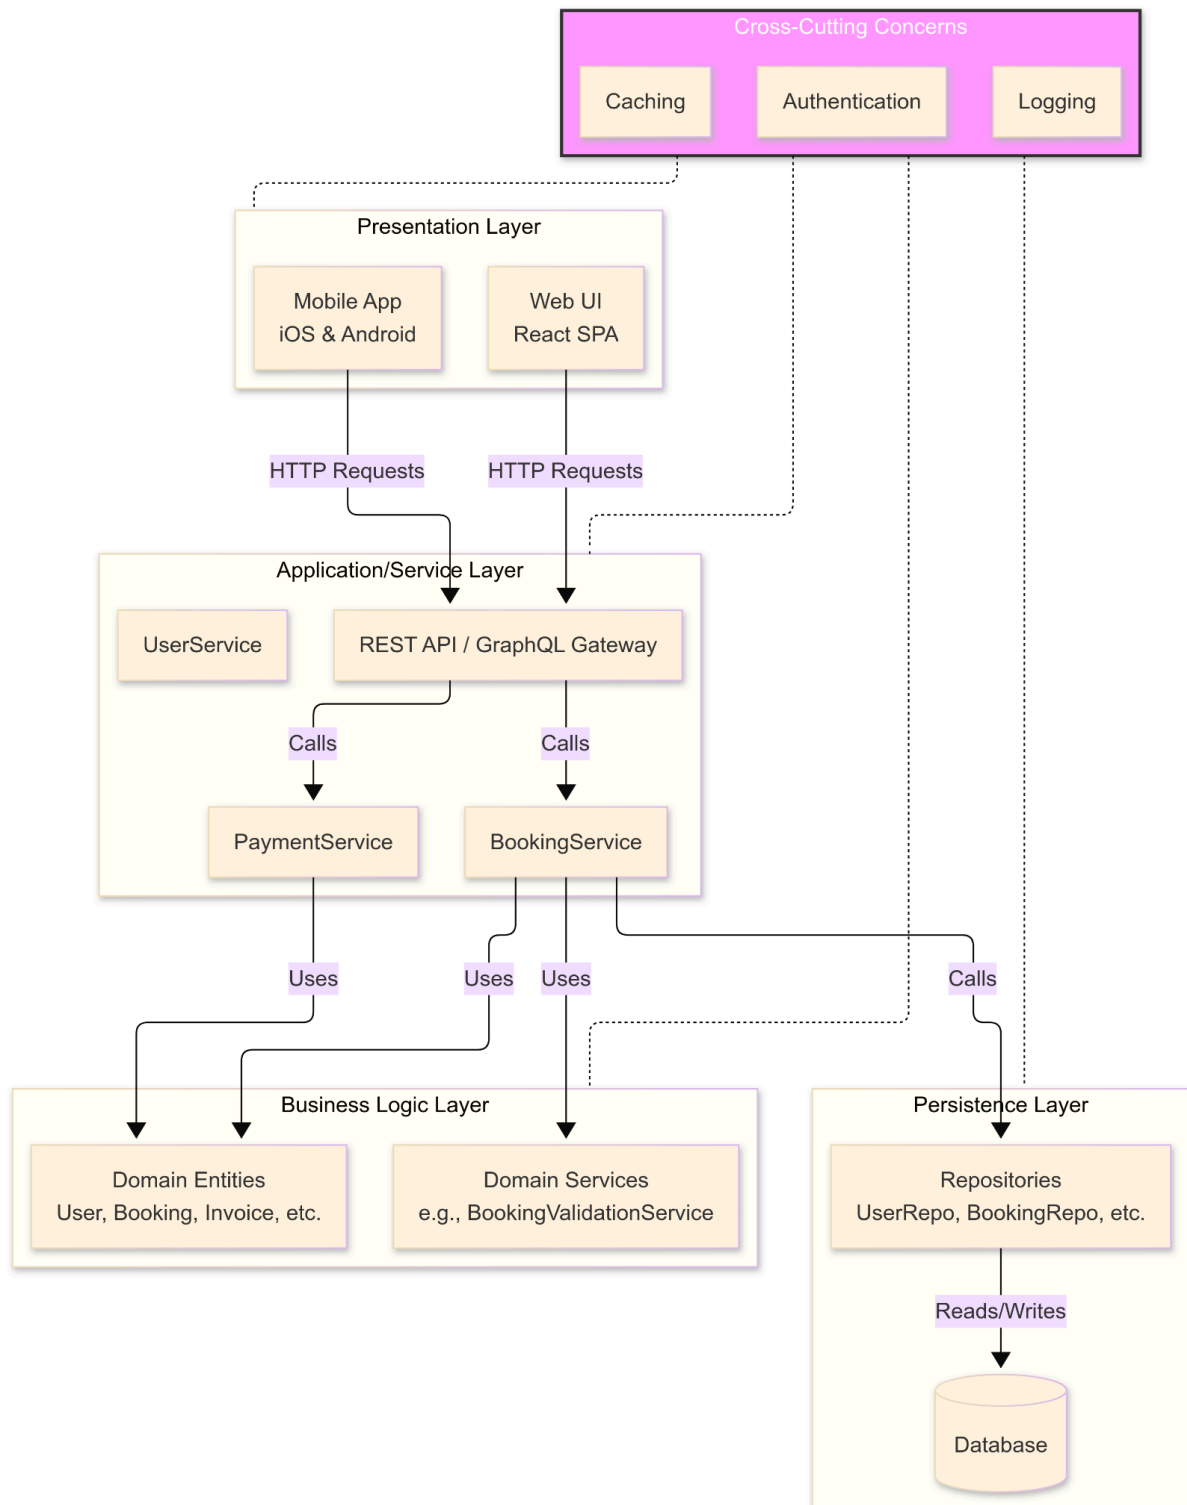 Cross-Cutting Concerns
Caching
Authentication
Logging
Presentation Layer
Mobile App
iOS & Android
Web UI
React SPA
HTTP Requests
HTTP Requests
Application/Service Layer
UserService
REST API / GraphQL Gateway
Calls
Calls
PaymentService
BookingService
Uses
Uses
Uses
Calls
Business Logic Layer
Persistence Layer
Domain Entities
User, Booking, Invoice, etc.
Domain Services
e.g., BookingValidationService
Repositories
UserRepo, BookingRepo, etc.
Reads/Writes
Database